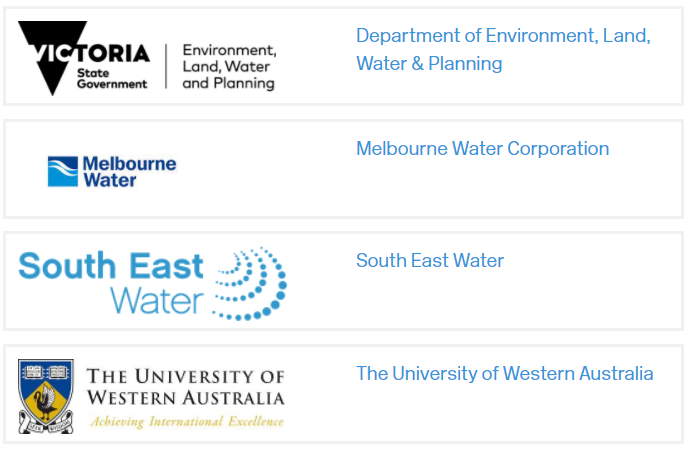 VICTORIA
State
Government
Environment,
Land, Water
and Planning
Department of Environment, Land,
Water & Planning
Melbourne
Water
Melbourne Water Corporation
South East
Water
South East Water
THE UNIVERSITY OF
WESTERN AUSTRALIA
Achieving International Excellence
The University of Western Australia